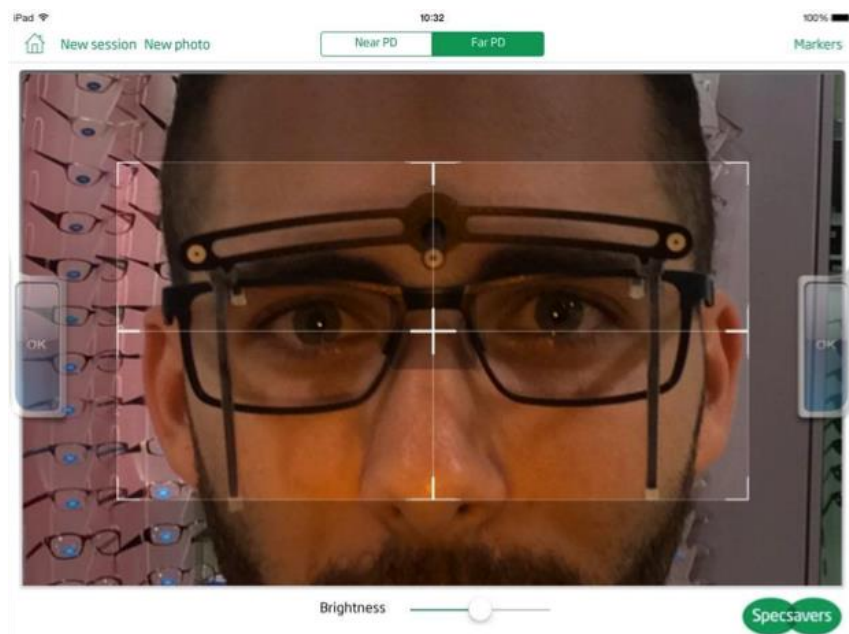 iPad 10:32 100%
New session New photo Near PD Far PD Markers
OK OK
Brightness
Specsavers